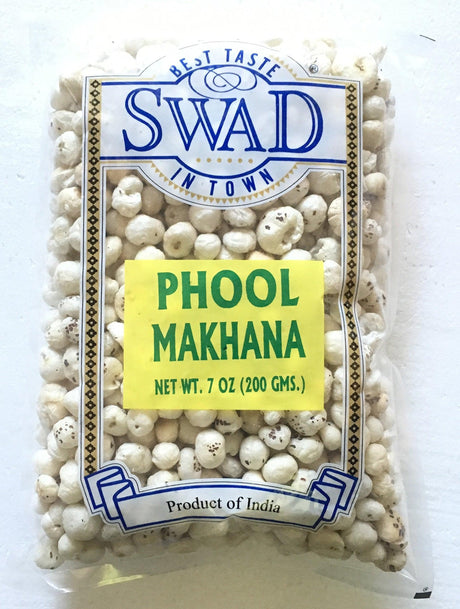 BEST TASTE
SWAD
IN TOWN
PHOOL
MAKHANA
NET WT. 7 OZ (200 GMS.)
Product of India